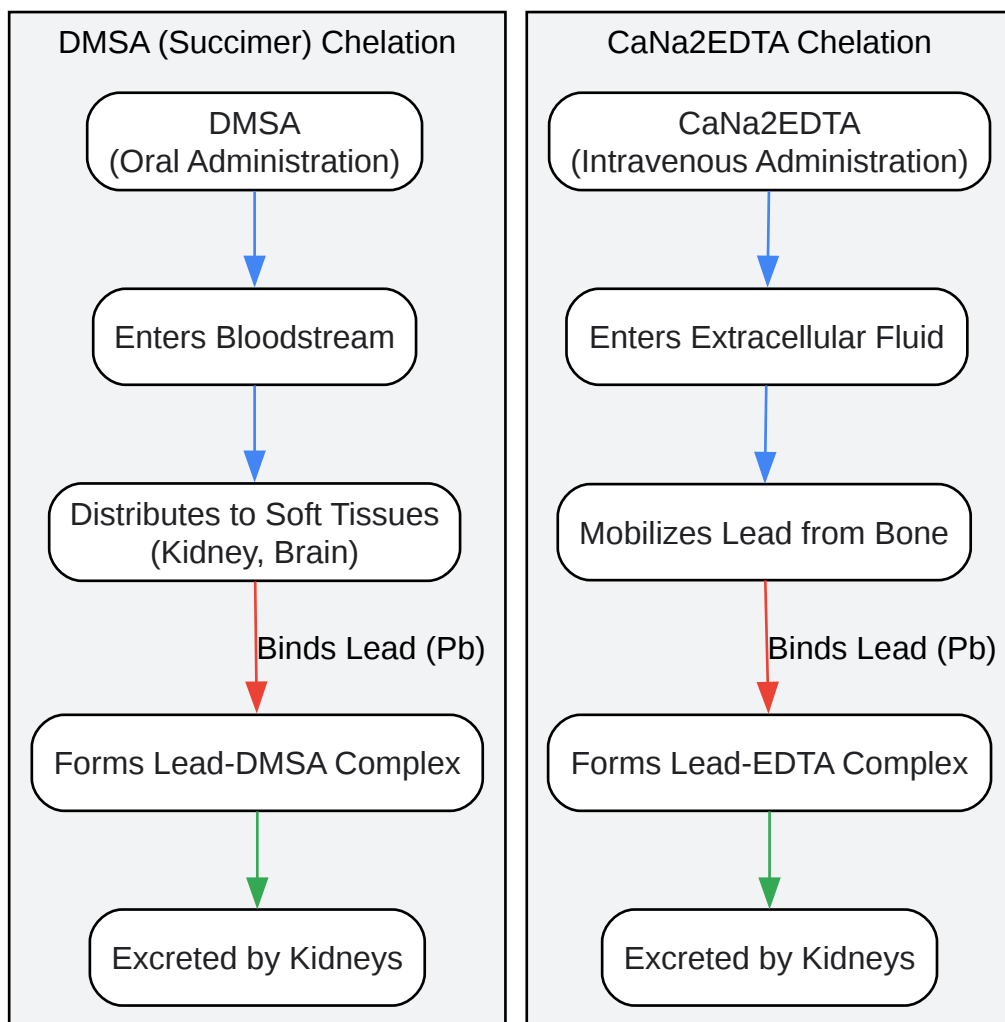 DMSA (Succimer) Chelation
DMSA
(Oral Administration)
Enters Bloodstream
Distributes to Soft Tissues
(Kidney, Brain)
Binds Lead (Pb)
Forms Lead-DMSA Complex
Excreted by Kidneys
CaNa2EDTA Chelation
CaNa2EDTA
(Intravenous Administration)
Enters Extracellular Fluid
Mobilizes Lead from Bone
Binds Lead (Pb)
Forms Lead-EDTA Complex
Excreted by Kidneys